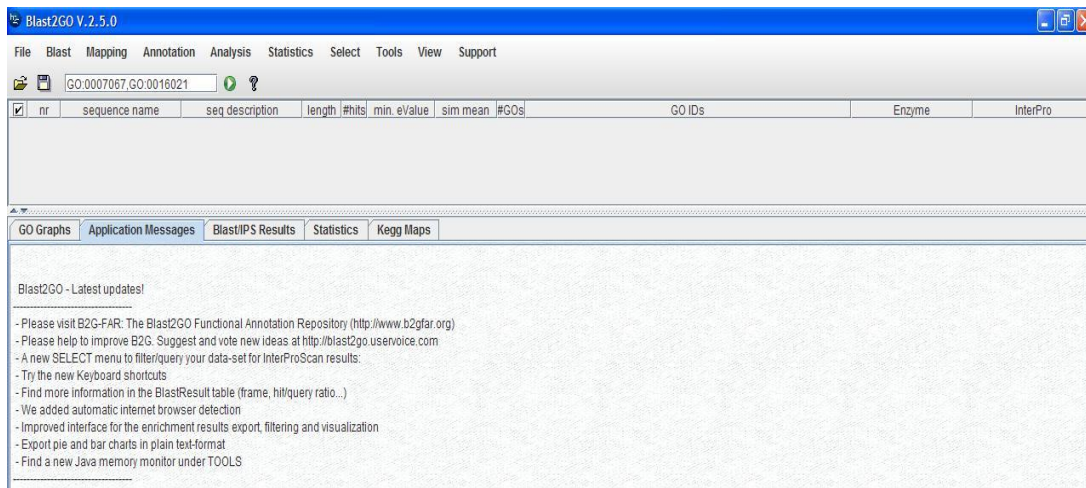 Blast2GO V.2.5.0
File Blast Mapping Annotation Analysis Statistics Select Tools View Support
GO:0007067,GO:0016021
nr sequence name seq description length #hits min. eValue sim mean #GOs GO IDs Enzyme InterPro
GO Graphs Application Messages Blast/IPS Results Statistics Kegg Maps
Blast2GO - Latest updates!
-----------------------------------
- Please visit B2G-FAR: The Blast2GO Functional Annotation Repository (http://www.b2gfar.org)
- Please help to improve B2G. Suggest and vote new ideas at http://blast2go.uservoice.com
- A new SELECT menu to filter/query your data-set for InterProScan results:
- Try the new Keyboard shortcuts
- Find more information in the BlastResult table (frame, hit/query ratio...)
- We added automatic internet browser detection
- Improved interface for the enrichment results export, filtering and visualization
- Export pie and bar charts in plain text-format
- Find a new Java memory monitor under TOOLS
-----------------------------------